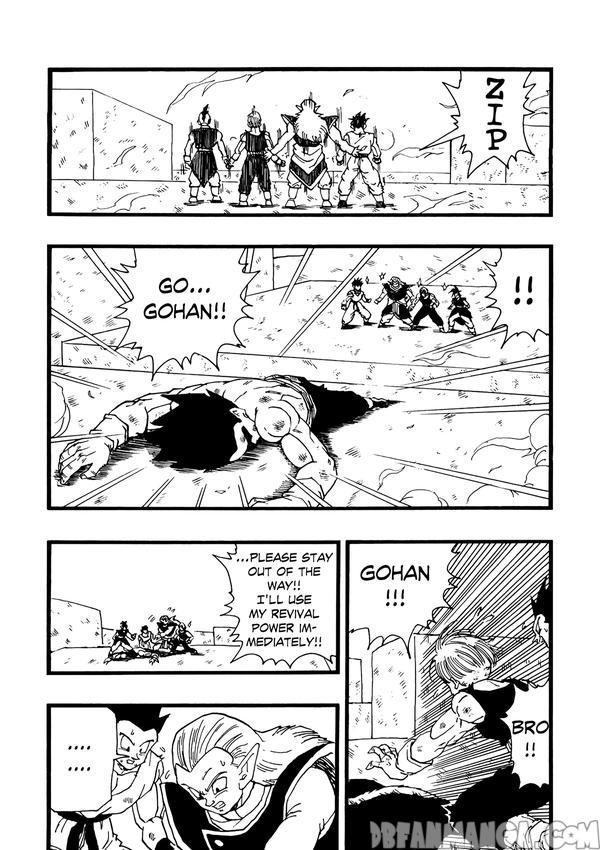 ZIP
GO...
GOHAN!!
!!
...PLEASE STAY
OUT OF THE
WAY!!
I'LL USE
MY REVIVAL
POWER IM-
MEDIATELY!!
GOHAN
!!!
BRO
!!
....
....
DBFANMANGA.COM